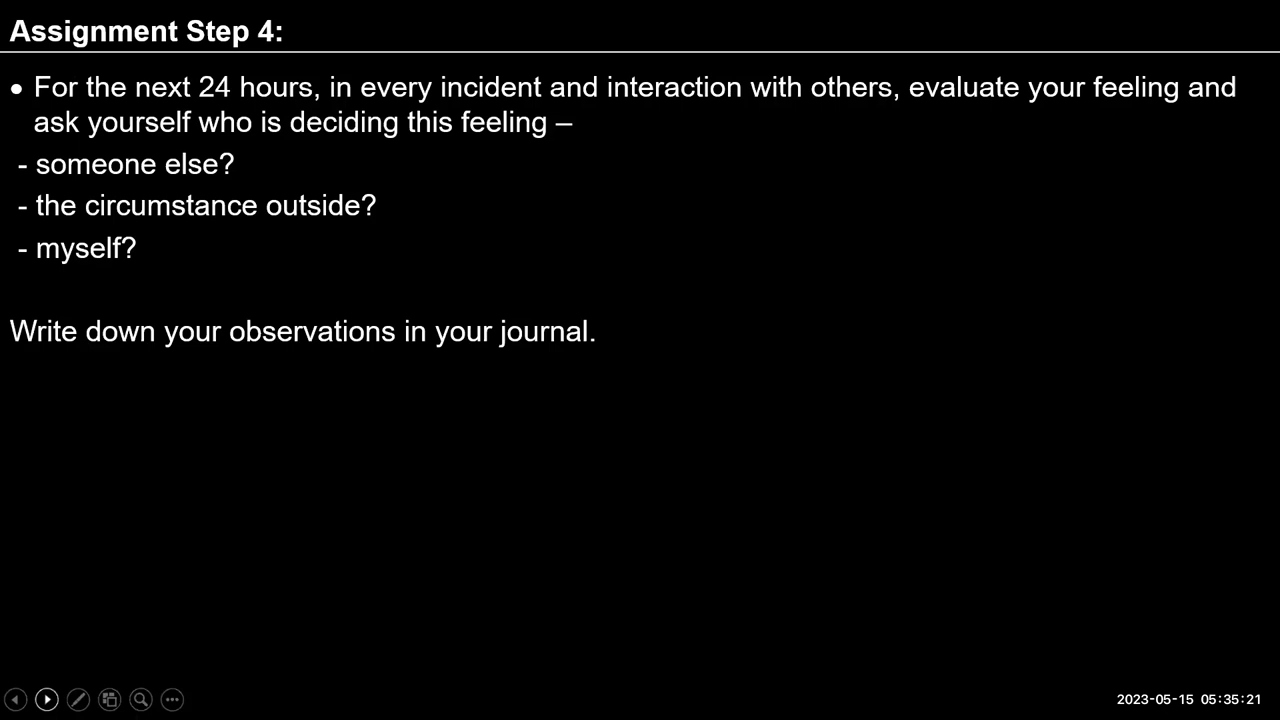 Assignment Step 4:
• For the next 24 hours, in every incident and interaction with others, evaluate your feeling and
ask yourself who is deciding this feeling –
- someone else?
- the circumstance outside?
- myself?
Write down your observations in your journal.
2023-05-15 05:35:21